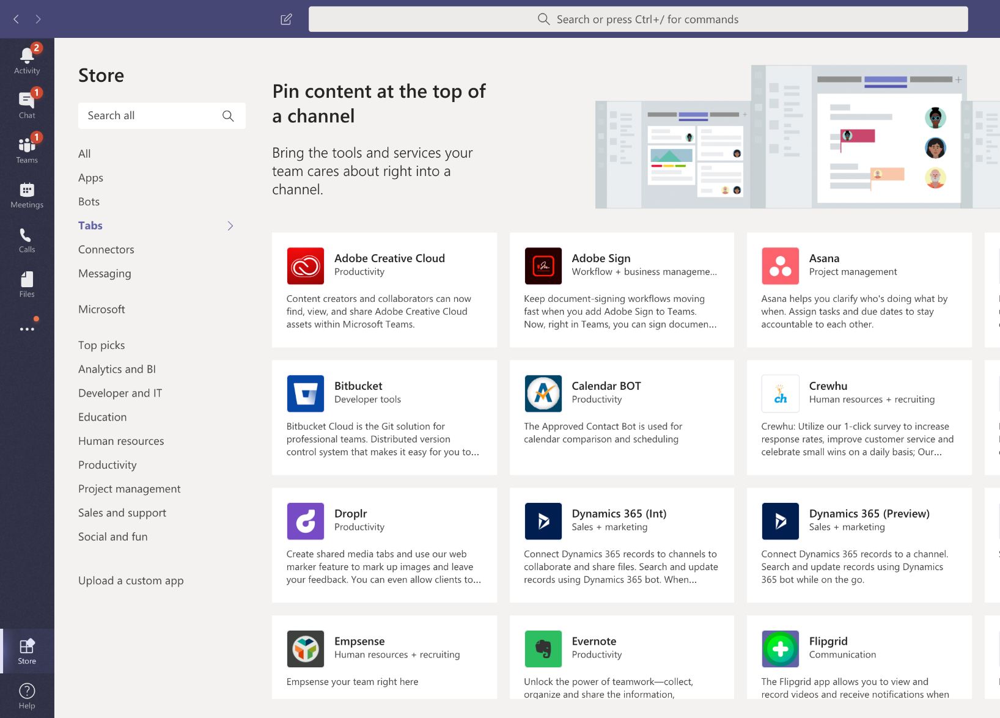 Search or press Ctrl+/ for commands
2
Activity
1
Chat
1
Teams
Meetings
Calls
Files
Store
Help
Store
Search all
All
Apps
Bots
Tabs
Connectors
Messaging
Microsoft
Top picks
Analytics and BI
Developer and IT
Education
Human resources
Productivity
Project management
Sales and support
Social and fun
Upload a custom app
Pin content at the top of
a channel
Bring the tools and services your
team cares about right into a
channel.
Adobe Creative Cloud
Productivity
Content creators and collaborators can now
find, view, and share Adobe Creative Cloud
assets within Microsoft Teams.
Adobe Sign
Workflow + business manageme...
Keep document-signing workflows moving
fast when you add Adobe Sign to Teams.
Now, right in Teams, you can sign documen...
Asana
Project management
Asana helps you clarify who's doing what by
when. Assign tasks and due dates to stay
accountable to each other.
Bitbucket
Developer tools
Bitbucket Cloud is the Git solution for
professional teams. Distributed version
control system that makes it easy for you to...
Calendar BOT
Productivity
The Approved Contact Bot is used for
calendar comparison and scheduling
ch
Crewhu
Human resources + recruiting
Crewhu: Utilize our 1-click survey to increase
response rates, improve customer service and
celebrate small wins on a daily basis; Our...
Droplr
Productivity
Create shared media tabs and use our web
marker feature to mark up images and leave
your feedback. You can even allow clients to...
Dynamics 365 (Int)
Sales + marketing
Connect Dynamics 365 records to channels to
collaborate and share files. Search and update
records using Dynamics 365 bot. When...
Dynamics 365 (Preview)
Sales + marketing
Connect Dynamics 365 records to a channel.
Search and update records using Dynamics
365 bot while on the go.
Empsense
Human resources + recruiting
Empsense your team right here
Evernote
Productivity
Unlock the power of teamwork—collect,
organize and share the information,
Flipgrid
Communication
The Flipgrid app allows you to view and
record videos and receive notifications when